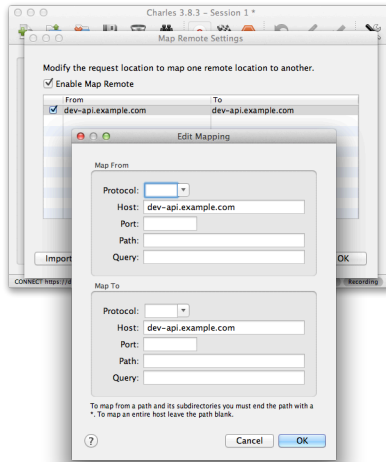 Charles 3.8.3 – Session 1 *
Map Remote Settings
Modify the request location to map one remote location to another.
Enable Map Remote
From To
dev-api.example.com dev-api.example.com
Edit Mapping
Map From
Protocol:
Host: dev-api.example.com
Port:
Path:
Query:
Map To
Protocol:
Host: dev-api.example.com
Port:
Path:
Query:
To map from a path and its subdirectories you must end the path with a
*. To map an entire host leave the path blank.
? Cancel OK
Import OK
CONNECT https://d Recording